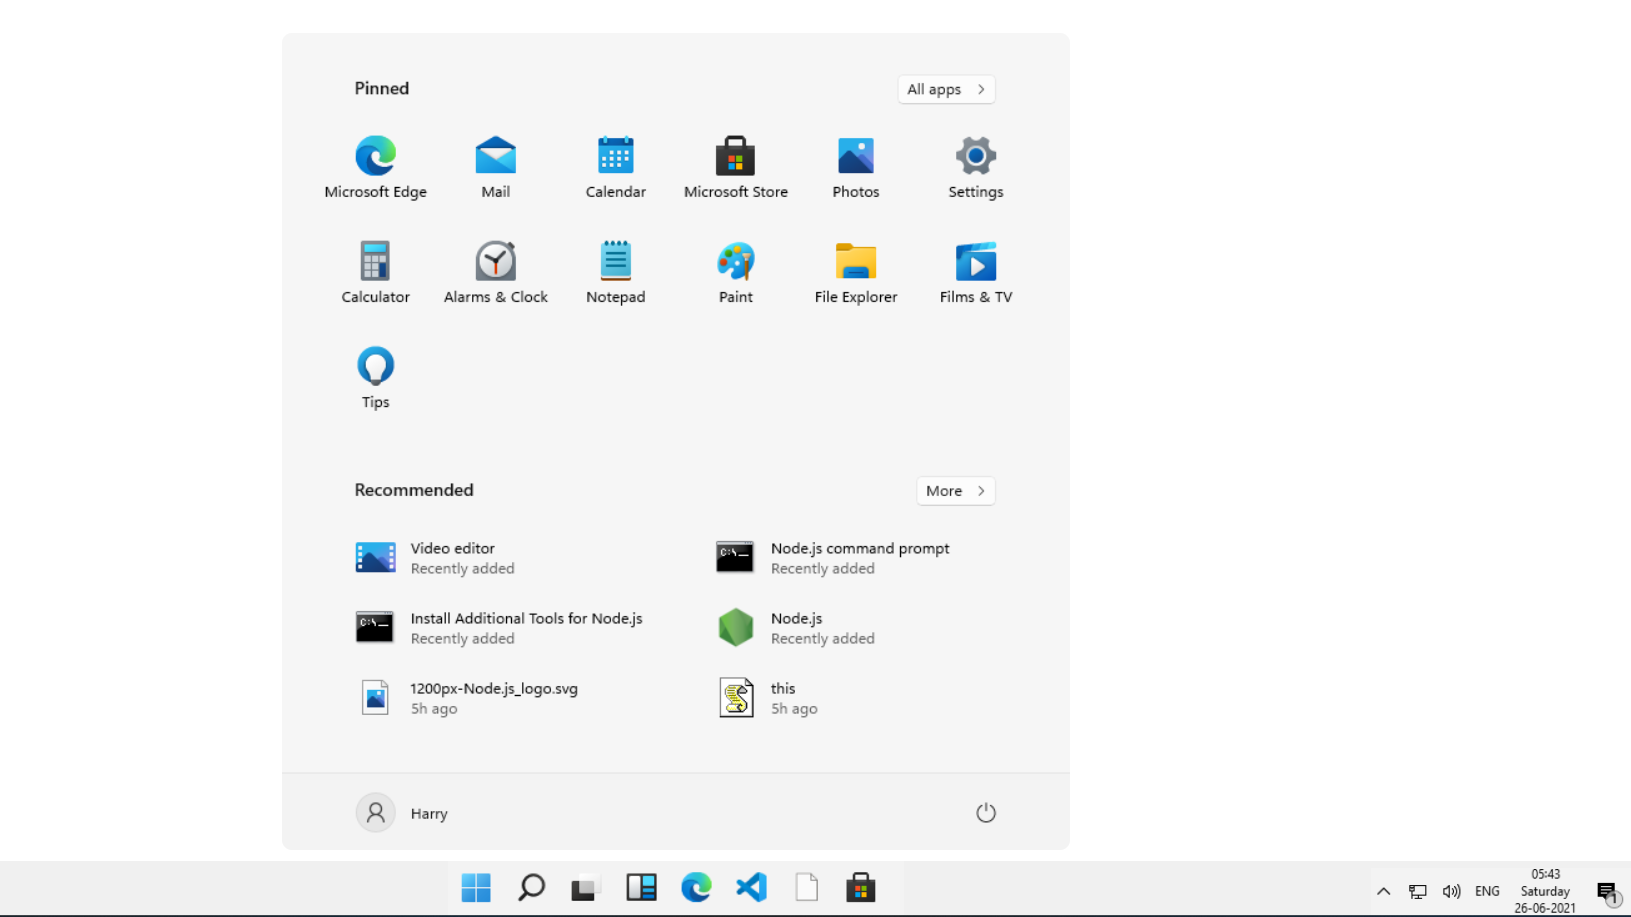 Pinned
All apps
Microsoft Edge
Mail
Calendar
Microsoft Store
Photos
Settings
Calculator
Alarms & Clock
Notepad
Paint
File Explorer
Films & TV
Tips
Recommended
More
Video editor
Recently added
Node.js command prompt
Recently added
Install Additional Tools for Node.js
Recently added
Node.js
Recently added
1200px-Node.js_logo.svg
5h ago
this
5h ago
Harry
ENG
05:43
Saturday
26-06-2021
1